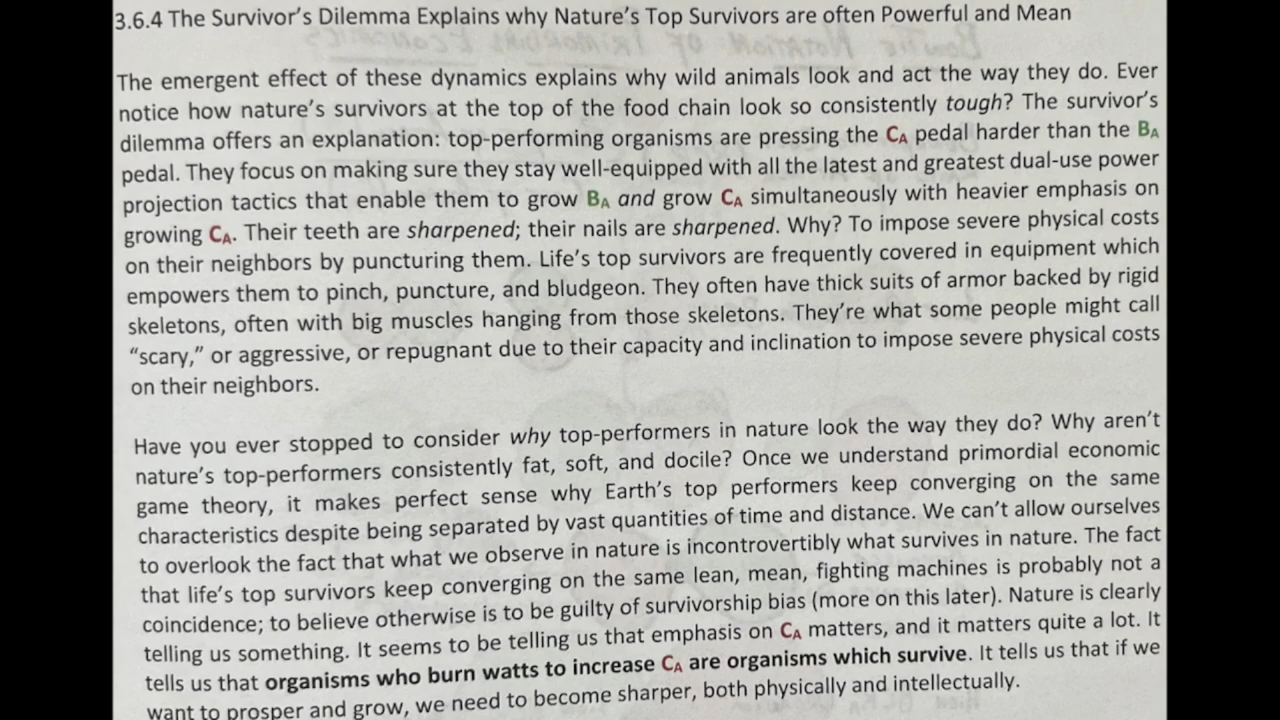 3.6.4 The Survivor's Dilemma Explains why Nature's Top Survivors are often Powerful and Mean
The emergent effect of these dynamics explains why wild animals look and act the way they do. Ever
notice how nature's survivors at the top of the food chain look so consistently tough? The survivor's
dilemma offers an explanation: top-performing organisms are pressing the CA pedal harder than the BA
pedal. They focus on making sure they stay well-equipped with all the latest and greatest dual-use power
projection tactics that enable them to grow BA and grow CA simultaneously with heavier emphasis on
growing CA. Their teeth are sharpened; their nails are sharpened. Why? To impose severe physical costs
on their neighbors by puncturing them. Life's top survivors are frequently covered in equipment which
empowers them to pinch, puncture, and bludgeon. They often have thick suits of armor backed by rigid
skeletons, often with big muscles hanging from those skeletons. They're what some people might call
"scary," or aggressive, or repugnant due to their capacity and inclination to impose severe physical costs
on their neighbors.
Have you ever stopped to consider why top-performers in nature look the way they do? Why aren't
nature's top-performers consistently fat, soft, and docile? Once we understand primordial economic
game theory, it makes perfect sense why Earth's top performers keep converging on the same
characteristics despite being separated by vast quantities of time and distance. We can't allow ourselves
to overlook the fact that what we observe in nature is incontrovertibly what survives in nature. The fact
that life's top survivors keep converging on the same lean, mean, fighting machines is probably not a
coincidence; to believe otherwise is to be guilty of survivorship bias (more on this later). Nature is clearly
telling us something. It seems to be telling us that emphasis on CA matters, and it matters quite a lot. It
tells us that organisms who burn watts to increase CA are organisms which survive. It tells us that if we
want to prosper and grow, we need to become sharper, both physically and intellectually.